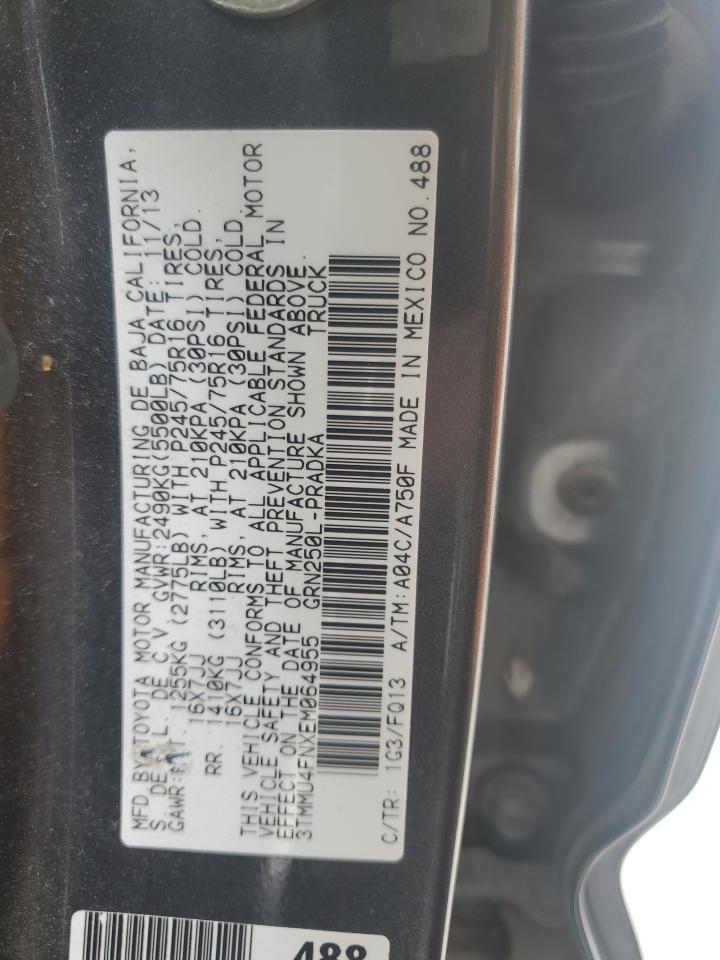 MFD BY: TOYOTA MOTOR MANUFACTURING DE BAJA CALIFORNIA,
S. DE R.L. DE C.V. GVWR:2490KG(5500LB) DATE: 11/13
GAWR: FRT. 1255KG (2775LB) WITH P245/75R16 TIRES,
16X7JJ RIMS, AT 210KPA (30PSI) COLD.
RR. 1410KG (3110LB) WITH P245/75R16 TIRES,
16X7JJ RIMS, AT 210KPA (30PSI) COLD
THIS VEHICLE CONFORMS TO ALL APPLICABLE FEDERAL MOTOR
VEHICLE SAFETY AND THEFT PREVENTION STANDARDS IN
EFFECT ON THE DATE OF MANUFACTURE SHOWN ABOVE.
3TMMU4FNXEM064955 GRN250L-PRADKA TRUCK
C/TR: 1G3/FQ13 A/TM:A04C/A750F MADE IN MEXICO NO.488
488